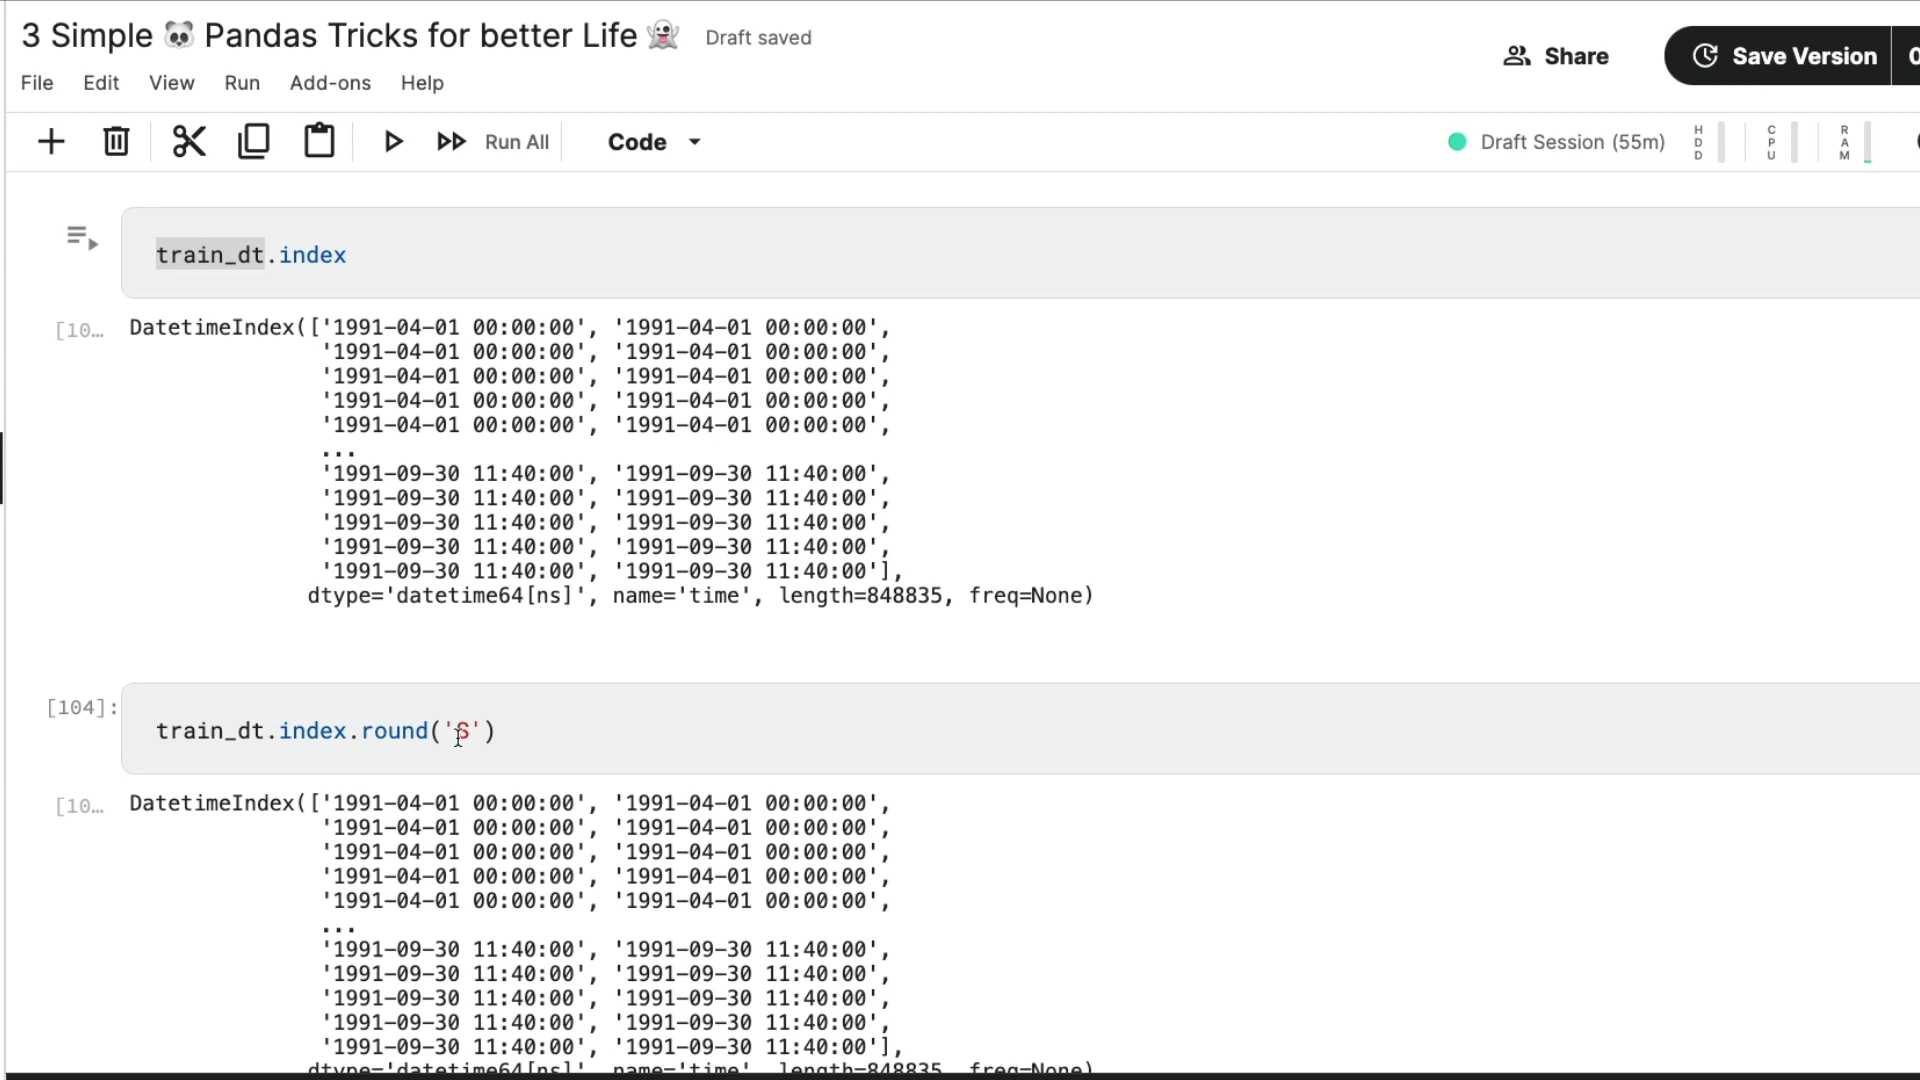 3 Simple 🐼 Pandas Tricks for better Life 👻 Draft saved
Share
Save Version
File Edit View Run Add-ons Help
Run All
Code
Draft Session (55m)
HDD
CPU
RAM
train_dt.index
[10… DatetimeIndex(['1991-04-01 00:00:00', '1991-04-01 00:00:00',
'1991-04-01 00:00:00', '1991-04-01 00:00:00',
'1991-04-01 00:00:00', '1991-04-01 00:00:00',
'1991-04-01 00:00:00', '1991-04-01 00:00:00',
'1991-04-01 00:00:00', '1991-04-01 00:00:00',
...
'1991-09-30 11:40:00', '1991-09-30 11:40:00',
'1991-09-30 11:40:00', '1991-09-30 11:40:00',
'1991-09-30 11:40:00', '1991-09-30 11:40:00',
'1991-09-30 11:40:00', '1991-09-30 11:40:00',
'1991-09-30 11:40:00', '1991-09-30 11:40:00'],
dtype='datetime64[ns]', name='time', length=848835, freq=None)
[104]:
train_dt.index.round('S')
[10… DatetimeIndex(['1991-04-01 00:00:00', '1991-04-01 00:00:00',
'1991-04-01 00:00:00', '1991-04-01 00:00:00',
'1991-04-01 00:00:00', '1991-04-01 00:00:00',
'1991-04-01 00:00:00', '1991-04-01 00:00:00',
'1991-04-01 00:00:00', '1991-04-01 00:00:00',
...
'1991-09-30 11:40:00', '1991-09-30 11:40:00',
'1991-09-30 11:40:00', '1991-09-30 11:40:00',
'1991-09-30 11:40:00', '1991-09-30 11:40:00',
'1991-09-30 11:40:00', '1991-09-30 11:40:00',
'1991-09-30 11:40:00', '1991-09-30 11:40:00'],
dtype='datetime64[ns]', name='time', length=848835, freq=None)